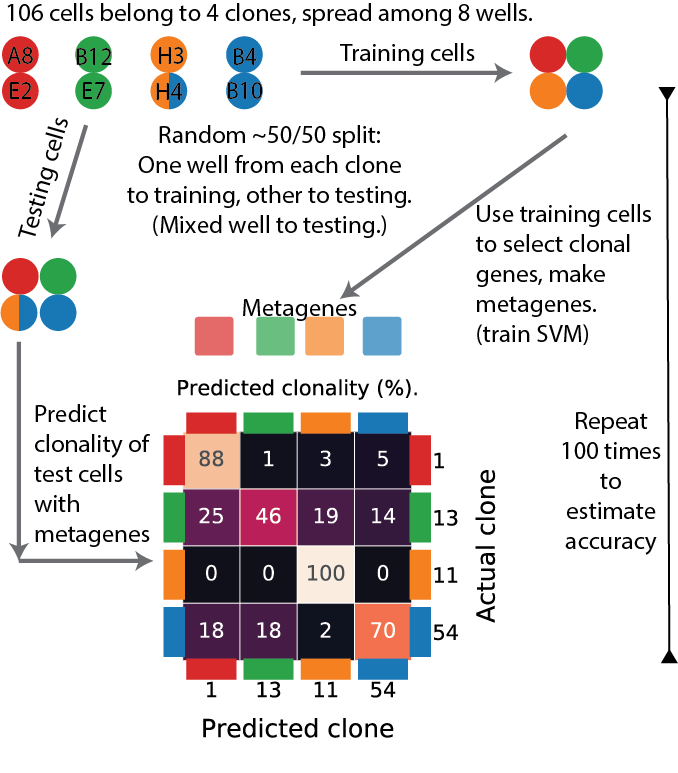 106 cells belong to 4 clones, spread among 8 wells.
A8 B12 H3 B4
E2 E7 H4 B10
Training cells
Testing cells
Random ~50/50 split:
One well from each clone
to training, other to testing.
(Mixed well to testing.)
Use training cells
to select clonal
genes, make
metagenes.
(train SVM)
Metagenes
Predicted clonality (%).
Predict
clonality of
test cells
with
metagenes
88 1 3 5 1
25 46 19 14 13
0 0 100 0 11
18 18 2 70 54
1 13 11 54
Predicted clone
Actual clone
Repeat
100 times
to
estimate
accuracy